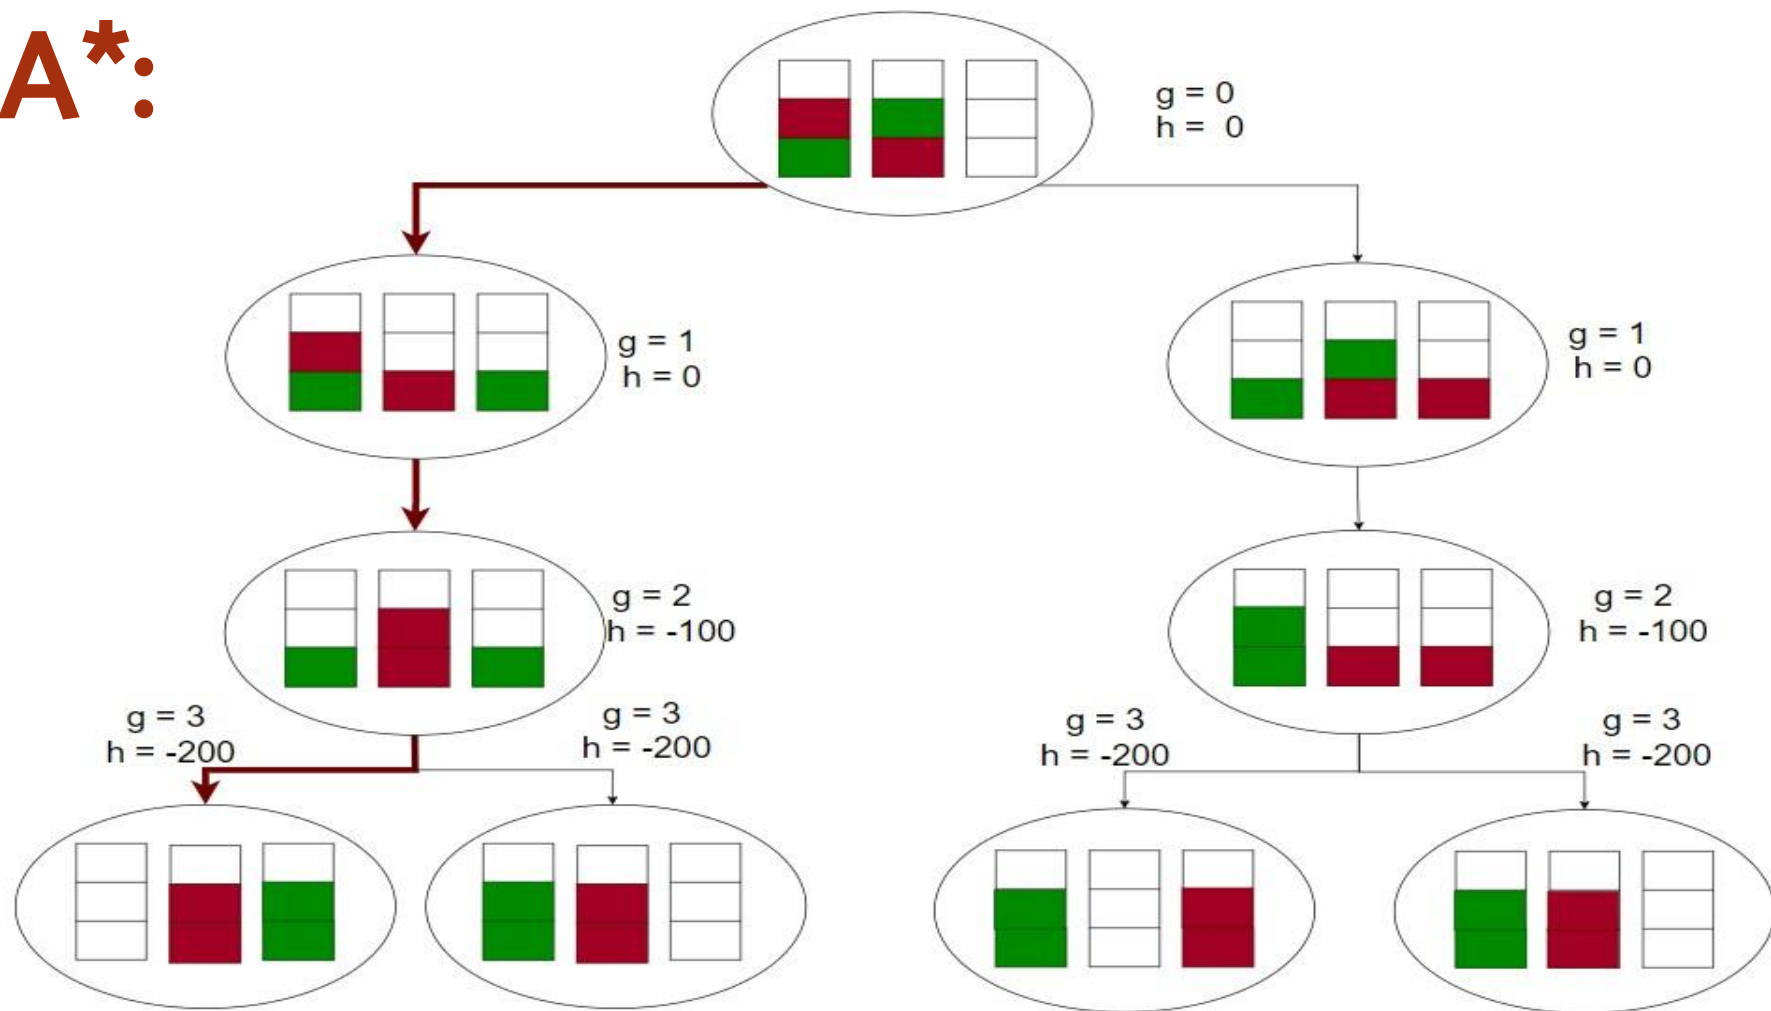 A*:
g = 0
h = 0
g = 1
h = 0
g = 1
h = 0
g = 2
h = -100
g = 2
h = -100
g = 3
h = -200
g = 3
h = -200
g = 3
h = -200
g = 3
h = -200